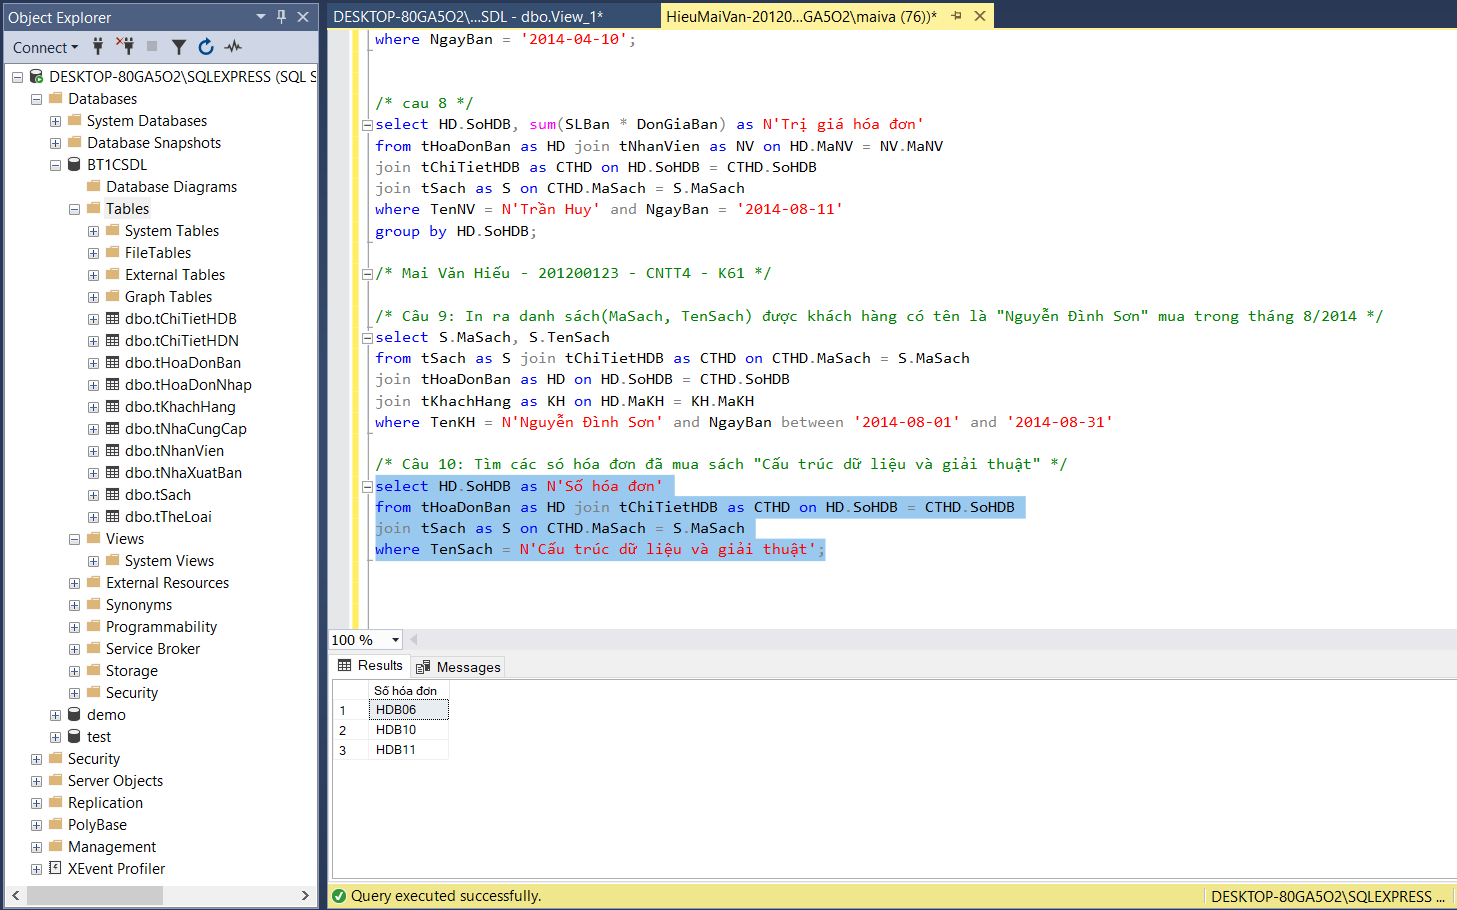 Object Explorer
Connect
DESKTOP-80GA5O2\SQLEXPRESS (SQL S
Databases
System Databases
Database Snapshots
BT1CSDL
Database Diagrams
Tables
System Tables
FileTables
External Tables
Graph Tables
dbo.tChiTietHDB
dbo.tChiTietHDN
dbo.tHoaDonBan
dbo.tHoaDonNhap
dbo.tKhachHang
dbo.tNhaCungCap
dbo.tNhanVien
dbo.tNhaXuatBan
dbo.tSach
dbo.tTheLoai
Views
System Views
External Resources
Synonyms
Programmability
Service Broker
Storage
Security
demo
test
Security
Server Objects
Replication
PolyBase
Management
XEvent Profiler
DESKTOP-80GA5O2\...SDL - dbo.View_1*
HieuMaiVan-20120...GA5O2\maiva (76))*
where NgayBan = '2014-04-10';
/* cau 8 */
select HD.SoHDB, sum(SLBan * DonGiaBan) as N'Trị giá hóa đơn'
from tHoaDonBan as HD join tNhanVien as NV on HD.MaNV = NV.MaNV
join tChiTietHDB as CTHD on HD.SoHDB = CTHD.SoHDB
join tSach as S on CTHD.MaSach = S.MaSach
where TenNV = N'Trần Huy' and NgayBan = '2014-08-11'
group by HD.SoHDB;
/* Mai Văn Hiếu - 201200123 - CNTT4 - K61 */
/* Câu 9: In ra danh sách(MaSach, TenSach) được khách hàng có tên là "Nguyễn Đình Sơn" mua trong tháng 8/2014 */
select S.MaSach, S.TenSach
from tSach as S join tChiTietHDB as CTHD on CTHD.MaSach = S.MaSach
join tHoaDonBan as HD on HD.SoHDB = CTHD.SoHDB
join tKhachHang as KH on HD.MaKH = KH.MaKH
where TenKH = N'Nguyễn Đình Sơn' and NgayBan between '2014-08-01' and '2014-08-31'
/* Câu 10: Tìm các só hóa đơn đã mua sách "Cấu trúc dữ liệu và giải thuật" */
select HD.SoHDB as N'Số hóa đơn'
from tHoaDonBan as HD join tChiTietHDB as CTHD on HD.SoHDB = CTHD.SoHDB
join tSach as S on CTHD.MaSach = S.MaSach
where TenSach = N'Cấu trúc dữ liệu và giải thuật';
100 %
Results Messages
Số hóa đơn
1 HDB06
2 HDB10
3 HDB11
Query executed successfully.
DESKTOP-80GA5O2\SQLEXPRESS ...